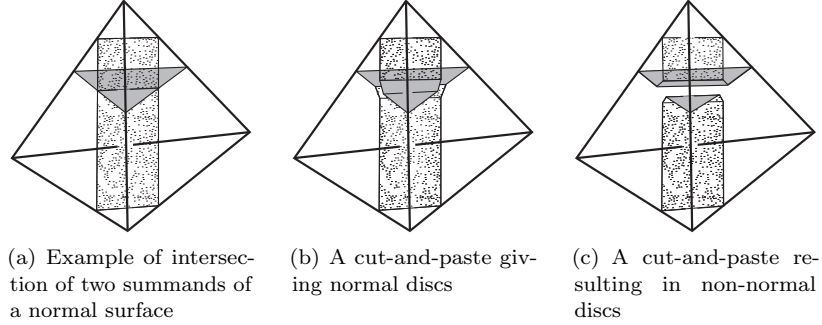 (a) Example of intersec-
tion of two summands of
a normal surface
(b) A cut-and-paste giv-
ing normal discs
(c) A cut-and-paste re-
sulting in non-normal
discs